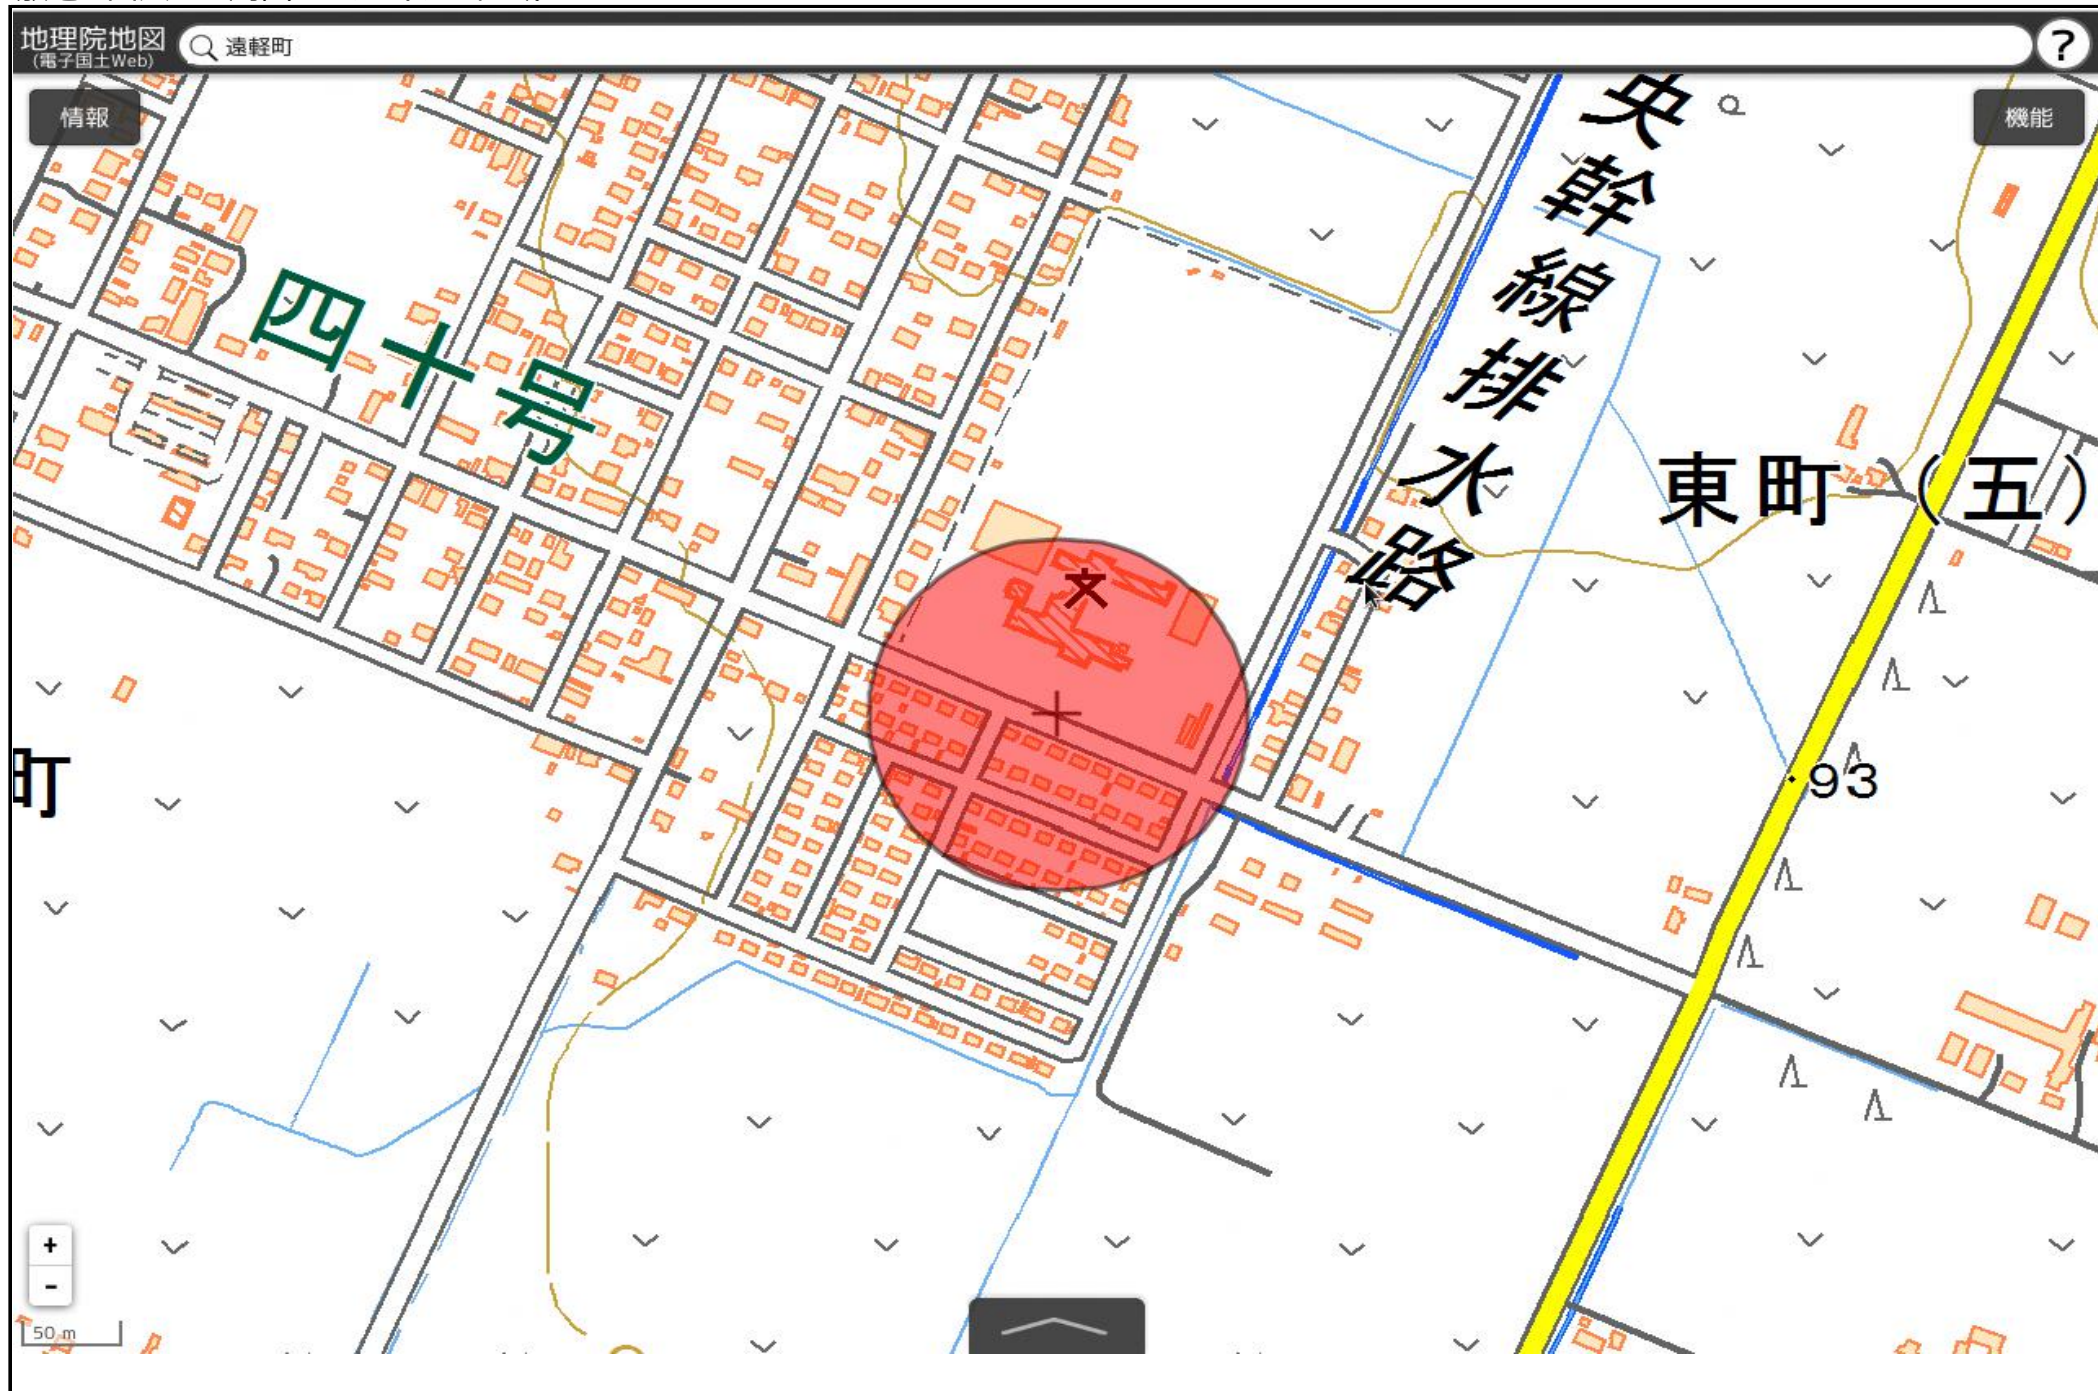 地理院地図
(電子国土Web)
遠軽町
?
情報
機能
央幹線排水路
四十号
東町(五)
町
文
93
+
-
50 m